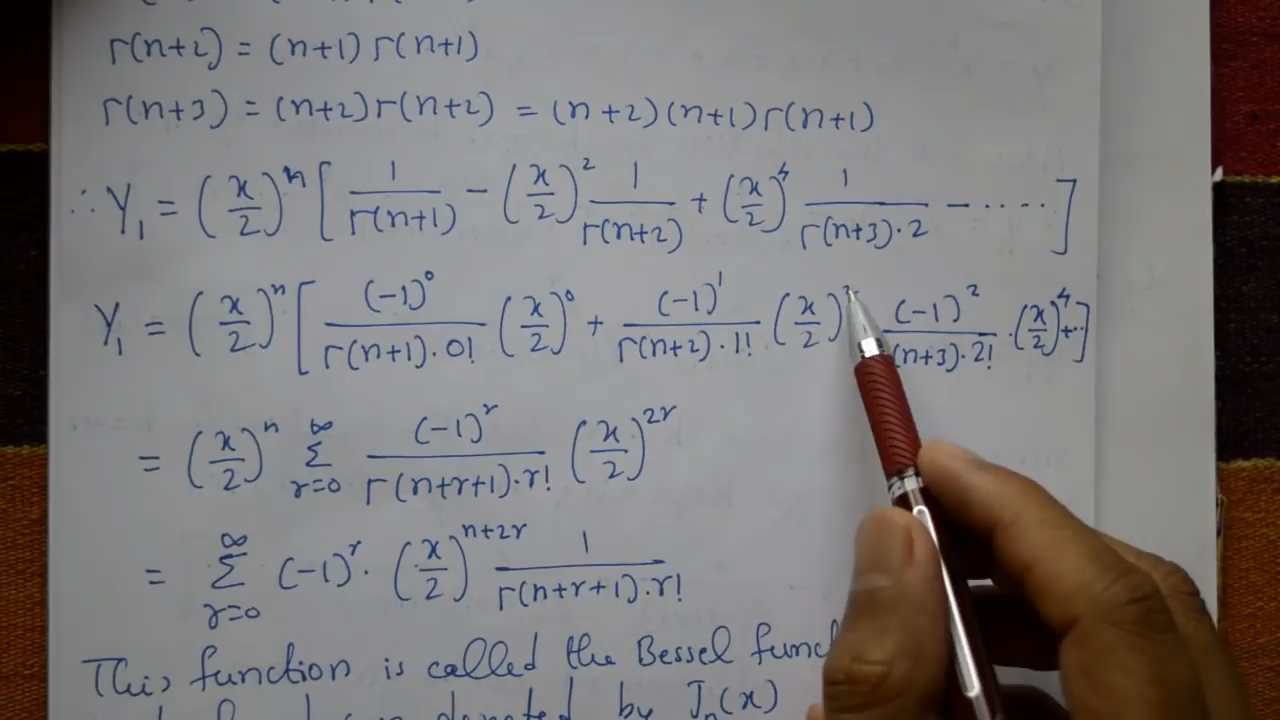 Γ(n+2) = (n+1) Γ(n+1)
Γ(n+3) = (n+2) Γ(n+2) = (n+2) (n+1) Γ(n+1)
∴ Y₁ = (x/2)ⁿ [ 1/Γ(n+1) − (x/2)² 1/Γ(n+2) + (x/2)⁴ 1/(Γ(n+3)·2) − ····· ]
Y₁ = (x/2)ⁿ [ (-1)⁰/(Γ(n+1)·0!) (x/2)⁰ + (-1)¹/(Γ(n+2)·1!) (x/2) (-1)²/((n+3)·2!) ·(x/2)⁴ +··· ]
= (x/2)ⁿ ∑_{r=0}^{∞} (-1)^r/(Γ(n+r+1)·r!) (x/2)^{2r}
= ∑_{r=0}^{∞} (-1)^r · (x/2)^{n+2r} 1/(Γ(n+r+1)·r!)
This function is called the Bessel func
by Jₙ(x)